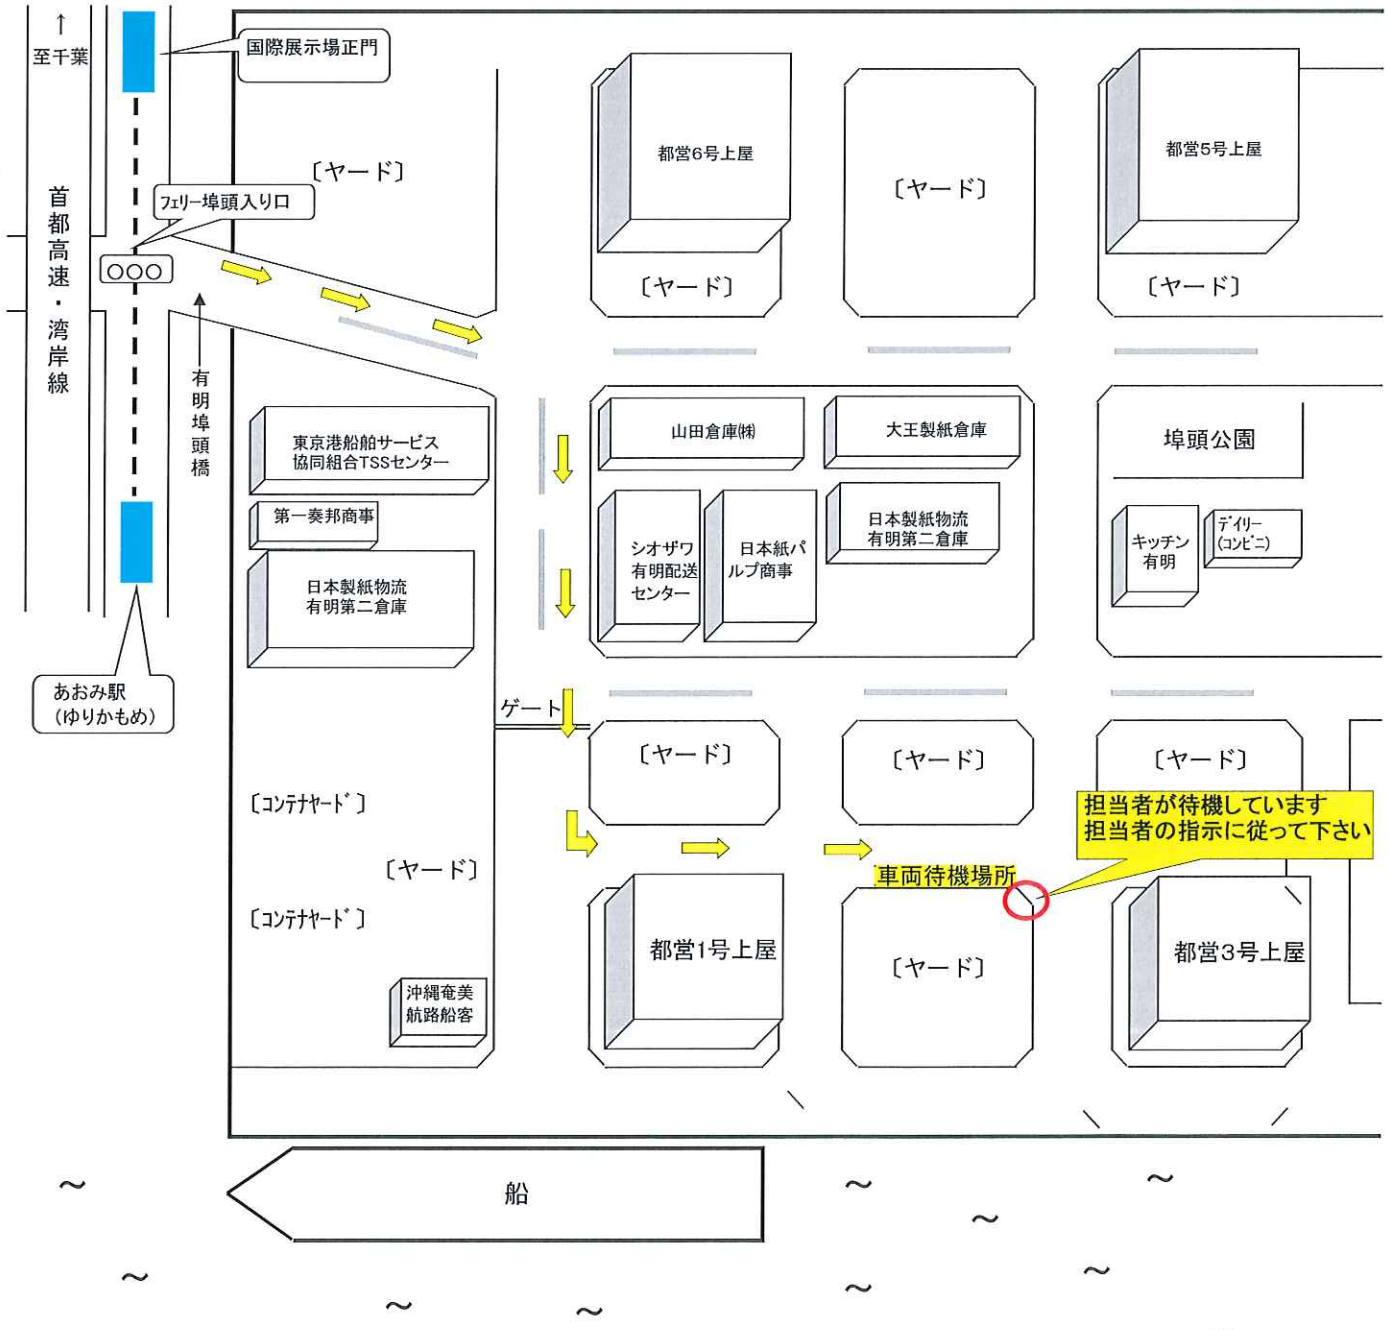 ↑
至千葉
国際展示場正門
〔ヤード〕
都営6号上屋
〔ヤード〕
都営5号上屋
フェリー埠頭入り口
首都高速・湾岸線
〔ヤード〕
〔ヤード〕
有明埠頭橋
東京港船舶サービス
協同組合TSSセンター
山田倉庫㈱
大王製紙倉庫
埠頭公園
第一奏邦商事
日本製紙物流
有明第二倉庫
シオザワ
有明配送
センター
日本紙パ
ルプ商事
日本製紙物流
有明第二倉庫
キッチン
有明
デイリー
(コンビニ)
あおみ駅
（ゆりかもめ）
ゲート
〔ヤード〕
〔ヤード〕
〔ヤード〕
〔コンテナヤード〕
担当者が待機しています
担当者の指示に従って下さい
〔ヤード〕
車両待機場所
〔コンテナヤード〕
都営1号上屋
〔ヤード〕
都営3号上屋
沖縄奄美
航路船客
船